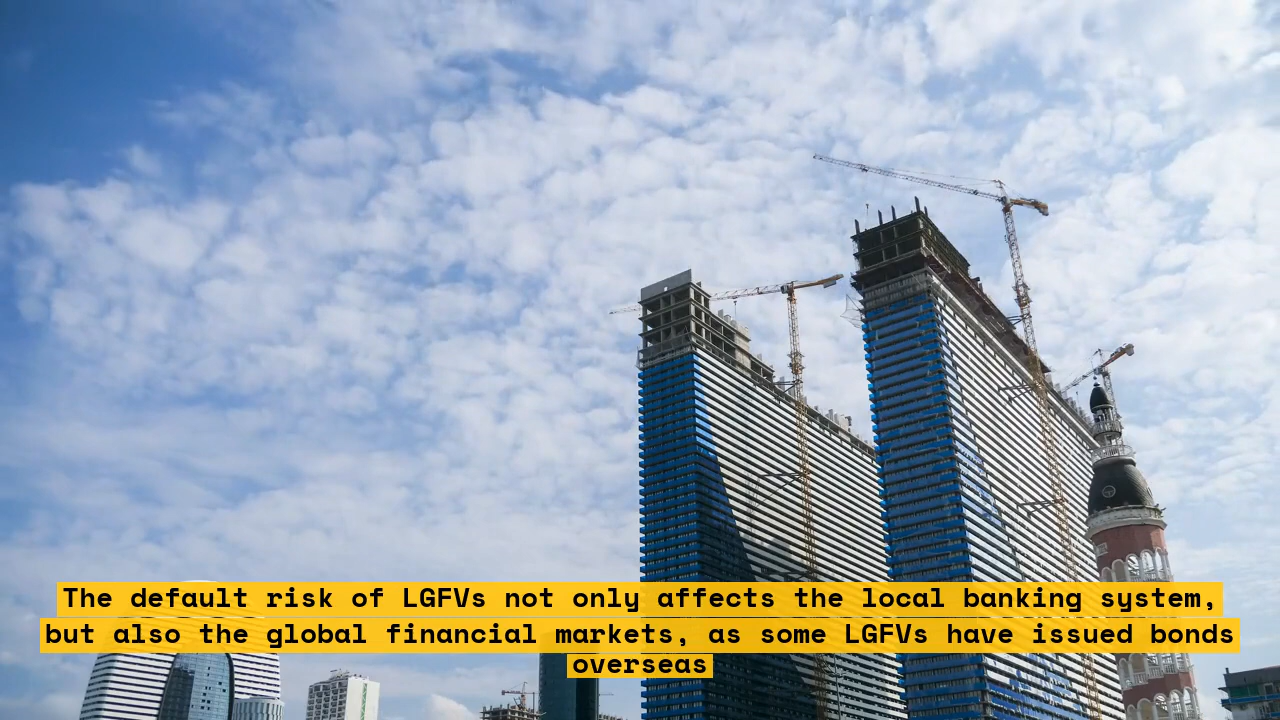 The default risk of LGFVs not only affects the local banking system,
but also the global financial markets, as some LGFVs have issued bonds
overseas